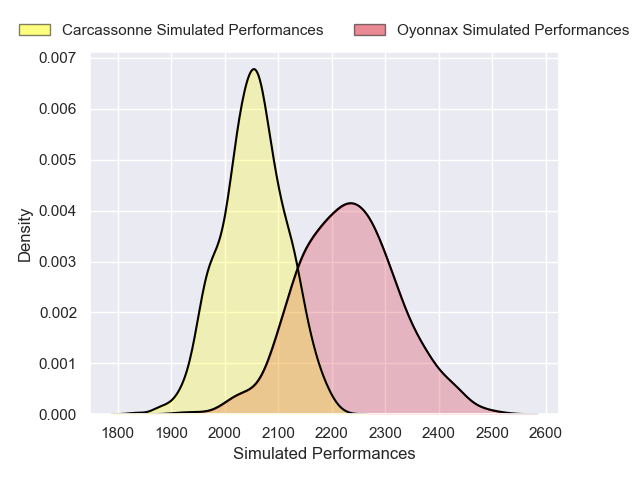 Carcassonne Simulated Performances Oyonnax Simulated Performances
0.007
0.006
0.005
0.004
0.003
0.002
0.001
0.000
Density
1800 1900 2000 2100 2200 2300 2400 2500 2600
Simulated Performances